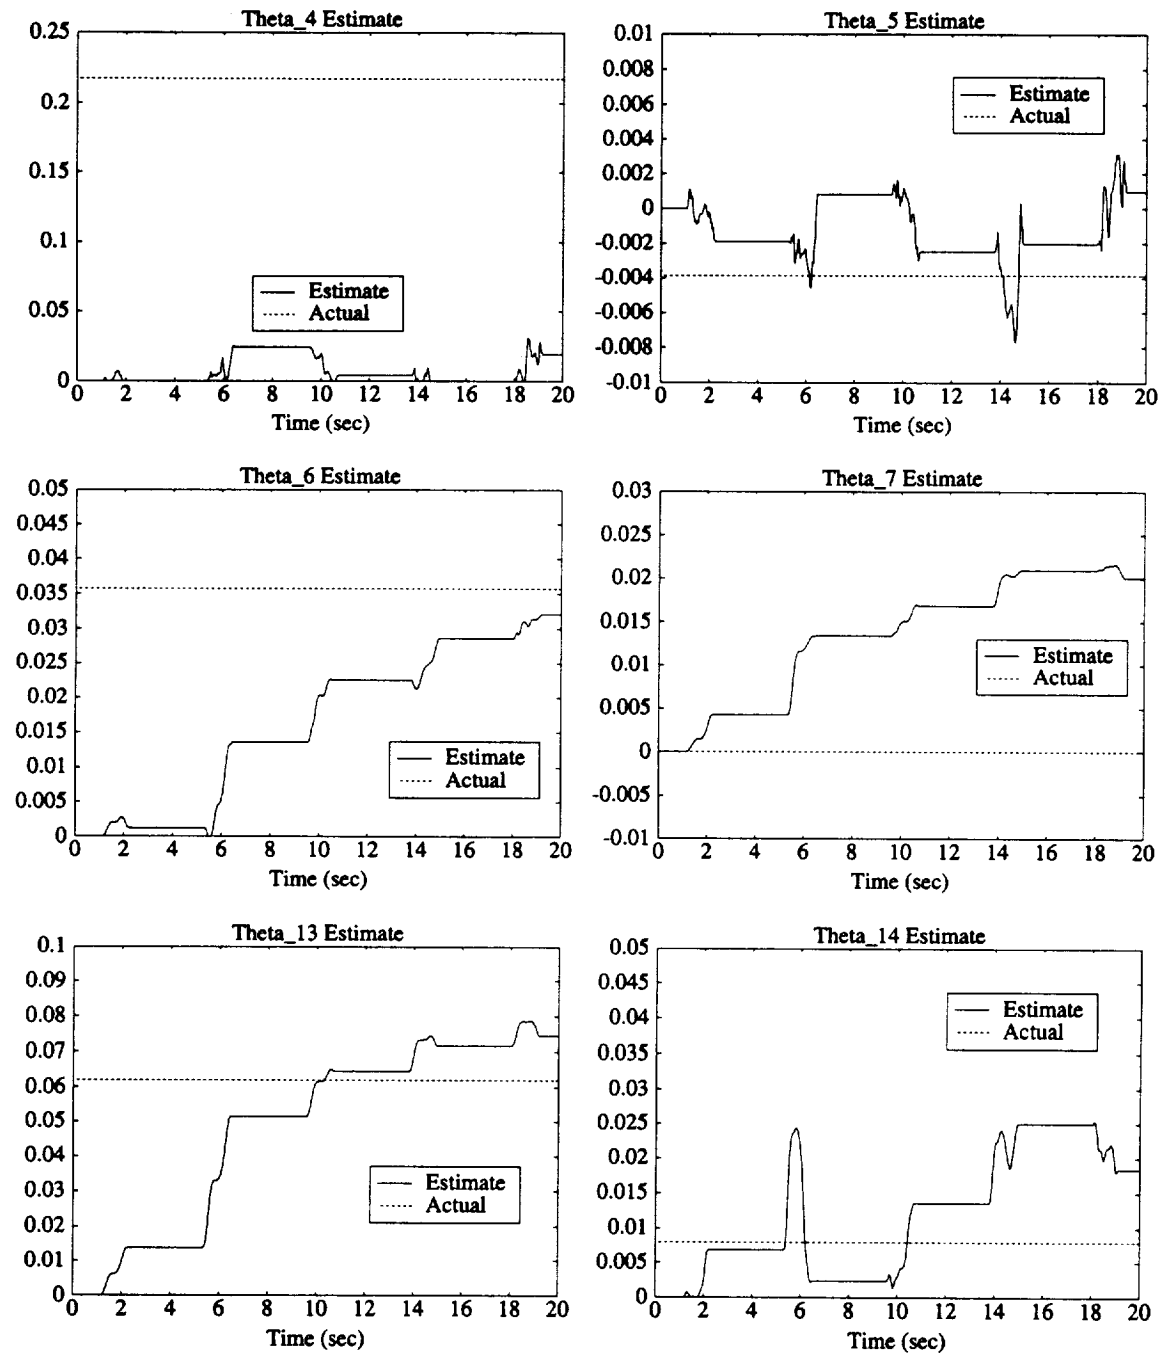 Theta_4 Estimate
0.25
0.2
0.15
0.1
0.05
0
Estimate
Actual
0 2 4 6 8 10 12 14 16 18 20
Time (sec)
Theta_5 Estimate
0.01
0.008
0.006
0.004
0.002
0
-0.002
-0.004
-0.006
-0.008
-0.01
Estimate
Actual
0 2 4 6 8 10 12 14 16 18 20
Time (sec)
Theta_6 Estimate
0.05
0.045
0.04
0.035
0.03
0.025
0.02
0.015
0.01
0.005
0
Estimate
Actual
0 2 4 6 8 10 12 14 16 18 20
Time (sec)
Theta_7 Estimate
0.03
0.025
0.02
0.015
0.01
0.005
0
-0.005
-0.01
Estimate
Actual
0 2 4 6 8 10 12 14 16 18 20
Time (sec)
Theta_13 Estimate
0.1
0.09
0.08
0.07
0.06
0.05
0.04
0.03
0.02
0.01
0
Estimate
Actual
0 2 4 6 8 10 12 14 16 18 20
Time (sec)
Theta_14 Estimate
0.05
0.045
0.04
0.035
0.03
0.025
0.02
0.015
0.01
0.005
0
Estimate
Actual
0 2 4 6 8 10 12 14 16 18 20
Time (sec)